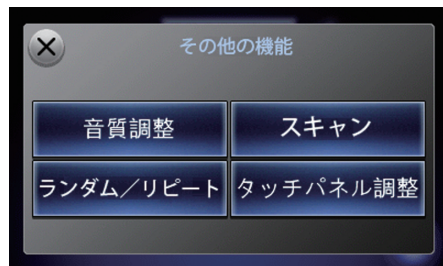 その他の機能
音質調整
スキャン
ランダム／リピート
タッチパネル調整